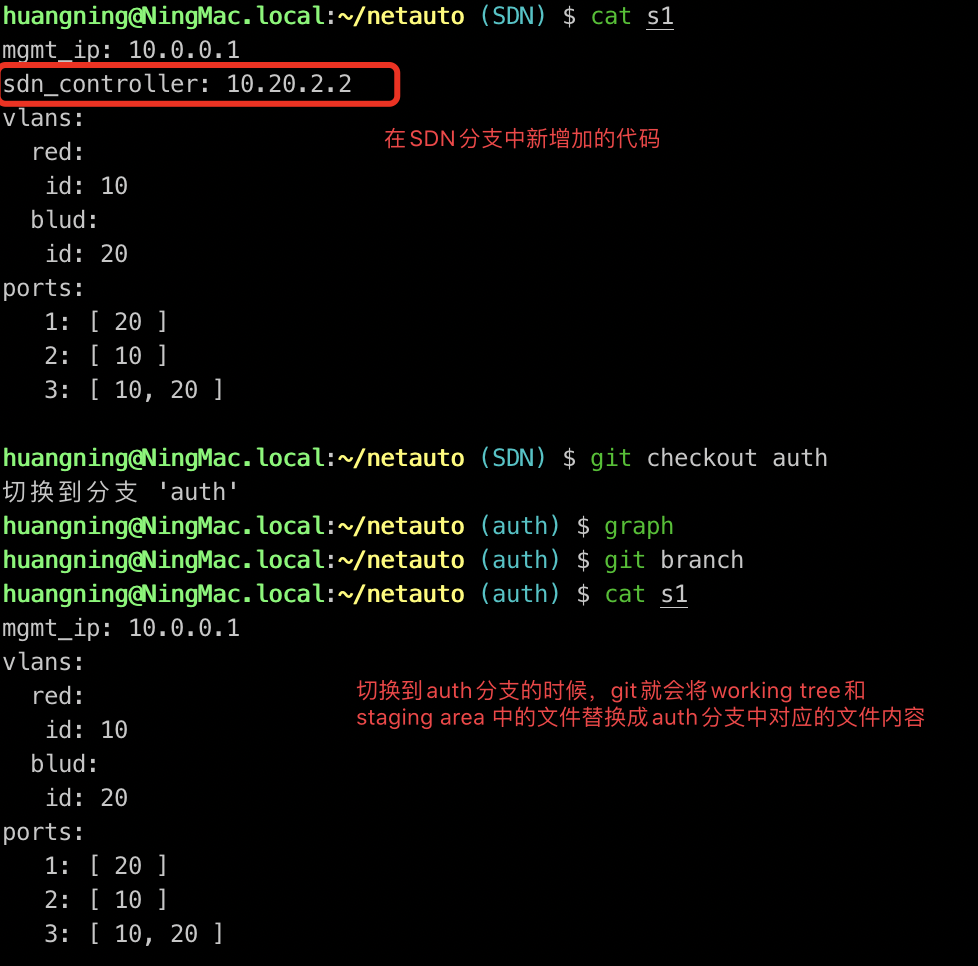 huangning@NingMac.local:~/netauto (SDN) $ cat s1
mgmt_ip: 10.0.0.1
sdn_controller: 10.20.2.2
vlans:
在SDN分支中新增加的代码
  red:
   id: 10
  blud:
   id: 20
ports:
   1: [ 20 ]
   2: [ 10 ]
   3: [ 10, 20 ]
huangning@NingMac.local:~/netauto (SDN) $ git checkout auth
切换到分支 'auth'
huangning@NingMac.local:~/netauto (auth) $ graph
huangning@NingMac.local:~/netauto (auth) $ git branch
huangning@NingMac.local:~/netauto (auth) $ cat s1
mgmt_ip: 10.0.0.1
vlans:
  red:
切换到auth分支的时候，git就会将working tree和
staging area 中的文件替换成auth分支中对应的文件内容
   id: 10
  blud:
   id: 20
ports:
   1: [ 20 ]
   2: [ 10 ]
   3: [ 10, 20 ]